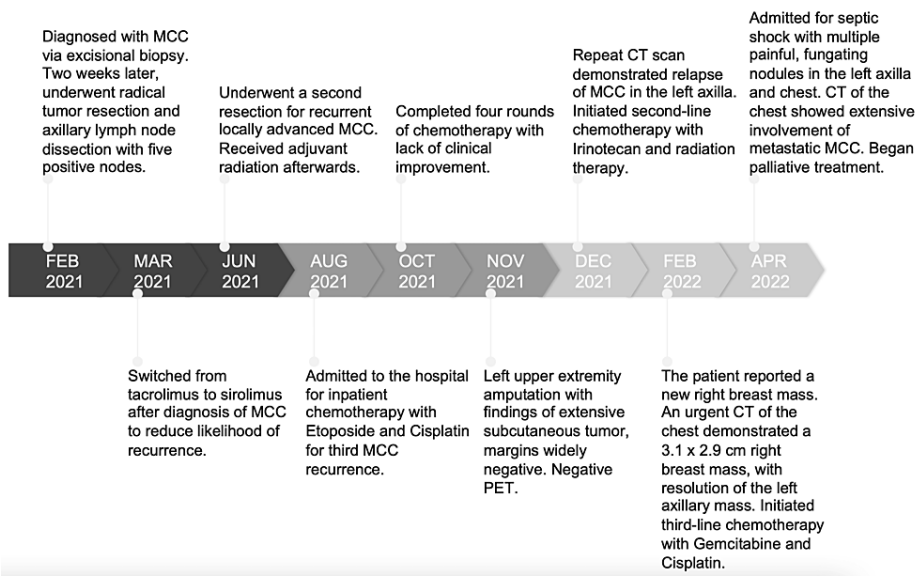 Diagnosed with MCC
via excisional biopsy.
Two weeks later,
underwent radical
tumor resection and
axillary lymph node
dissection with five
positive nodes.
Underwent a second
resection for recurrent
locally advanced MCC.
Received adjuvant
radiation afterwards.
Completed four rounds
of chemotherapy with
lack of clinical
improvement.
Repeat CT scan
demonstrated relapse
of MCC in the left axilla.
Initiated second-line
chemotherapy with
Irinotecan and radiation
therapy.
Admitted for septic
shock with multiple
painful, fungating
nodules in the left axilla
and chest. CT of the
chest showed extensive
involvement of
metastatic MCC. Began
palliative treatment.
FEB
2021
MAR
2021
JUN
2021
AUG
2021
OCT
2021
NOV
2021
DEC
2021
FEB
2022
APR
2022
Switched from
tacrolimus to sirolimus
after diagnosis of MCC
to reduce likelihood of
recurrence.
Admitted to the hospital
for inpatient
chemotherapy with
Etoposide and Cisplatin
for third MCC
recurrence.
Left upper extremity
amputation with
findings of extensive
subcutaneous tumor,
margins widely
negative. Negative
PET.
The patient reported a
new right breast mass.
An urgent CT of the
chest demonstrated a
3.1 x 2.9 cm right
breast mass, with
resolution of the left
axillary mass. Initiated
third-line chemotherapy
with Gemcitabine and
Cisplatin.